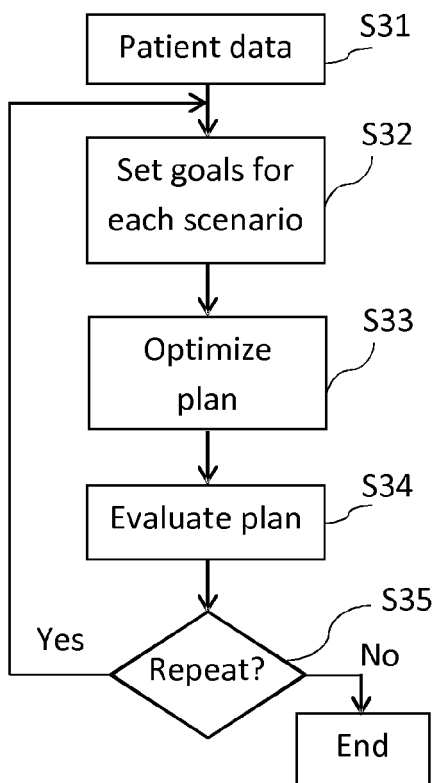 Patient data
S31
Set goals for
each scenario
S32
Optimize
plan
S33
Evaluate plan
S34
Repeat?
S35
Yes
No
End